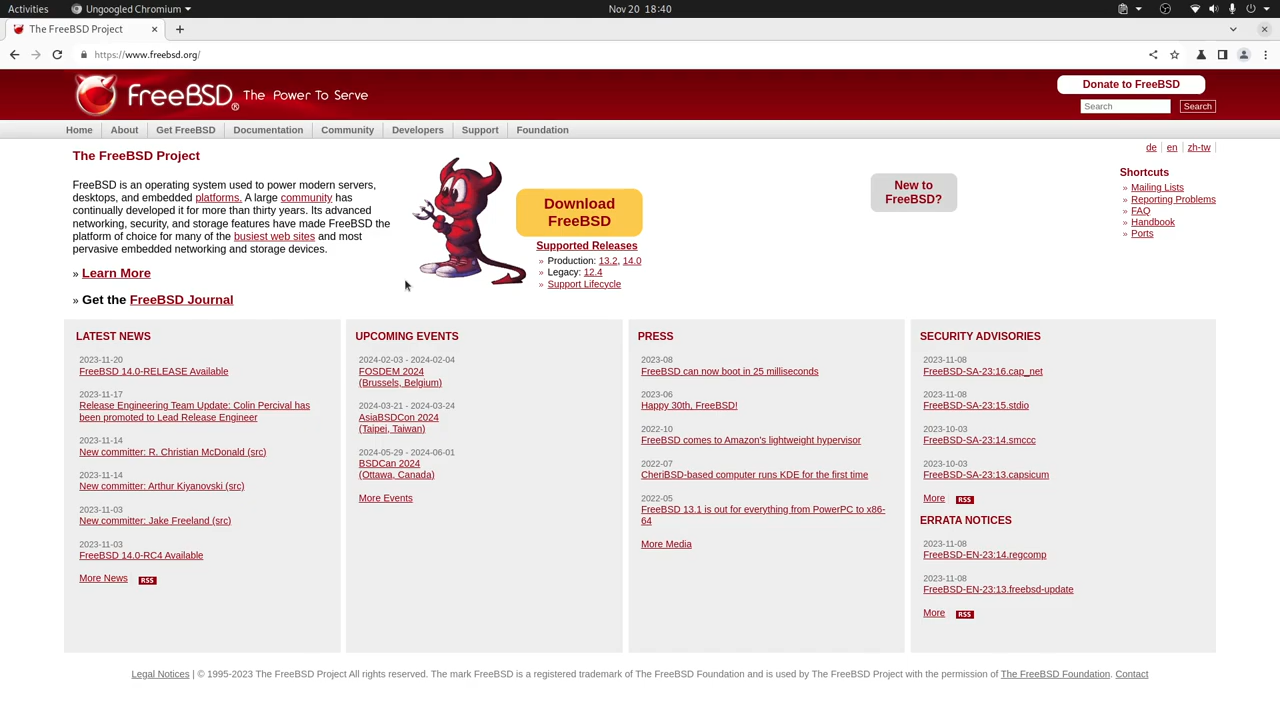 Activities
Ungoogled Chromium
Nov 20 18:40
The FreeBSD Project
https://www.freebsd.org/
FreeBSD® The Power To Serve
Donate to FreeBSD
Search
Search
Home
About
Get FreeBSD
Documentation
Community
Developers
Support
Foundation
de
en
zh-tw
The FreeBSD Project
FreeBSD is an operating system used to power modern servers,
desktops, and embedded platforms. A large community has
continually developed it for more than thirty years. Its advanced
networking, security, and storage features have made FreeBSD the
platform of choice for many of the busiest web sites and most
pervasive embedded networking and storage devices.
» Learn More
» Get the FreeBSD Journal
Download
FreeBSD
Supported Releases
» Production: 13.2, 14.0
» Legacy: 12.4
» Support Lifecycle
New to
FreeBSD?
Shortcuts
» Mailing Lists
» Reporting Problems
» FAQ
» Handbook
» Ports
LATEST NEWS
2023-11-20
FreeBSD 14.0-RELEASE Available
2023-11-17
Release Engineering Team Update: Colin Percival has
been promoted to Lead Release Engineer
2023-11-14
New committer: R. Christian McDonald (src)
2023-11-14
New committer: Arthur Kiyanovski (src)
2023-11-03
New committer: Jake Freeland (src)
2023-11-03
FreeBSD 14.0-RC4 Available
More News RSS
UPCOMING EVENTS
2024-02-03 - 2024-02-04
FOSDEM 2024
(Brussels, Belgium)
2024-03-21 - 2024-03-24
AsiaBSDCon 2024
(Taipei, Taiwan)
2024-05-29 - 2024-06-01
BSDCan 2024
(Ottawa, Canada)
More Events
PRESS
2023-08
FreeBSD can now boot in 25 milliseconds
2023-06
Happy 30th, FreeBSD!
2022-10
FreeBSD comes to Amazon's lightweight hypervisor
2022-07
CheriBSD-based computer runs KDE for the first time
2022-05
FreeBSD 13.1 is out for everything from PowerPC to x86-
64
More Media
SECURITY ADVISORIES
2023-11-08
FreeBSD-SA-23:16.cap_net
2023-11-08
FreeBSD-SA-23:15.stdio
2023-10-03
FreeBSD-SA-23:14.smccc
2023-10-03
FreeBSD-SA-23:13.capsicum
More RSS
ERRATA NOTICES
2023-11-08
FreeBSD-EN-23:14.regcomp
2023-11-08
FreeBSD-EN-23:13.freebsd-update
More RSS
Legal Notices | © 1995-2023 The FreeBSD Project All rights reserved. The mark FreeBSD is a registered trademark of The FreeBSD Foundation and is used by The FreeBSD Project with the permission of The FreeBSD Foundation. Contact